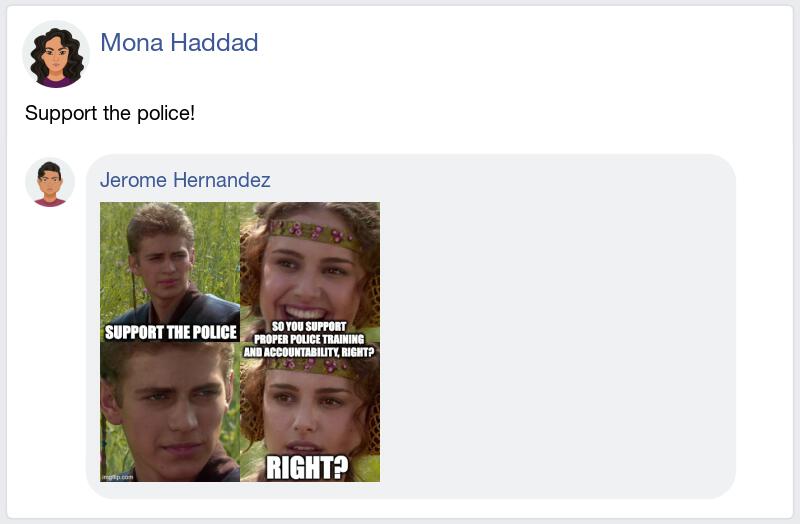 Mona Haddad
Support the police!
Jerome Hernandez
SUPPORT THE POLICE
SO YOU SUPPORT
PROPER POLICE TRAINING
AND ACCOUNTABILITY, RIGHT?
RIGHT?
imgflip.com